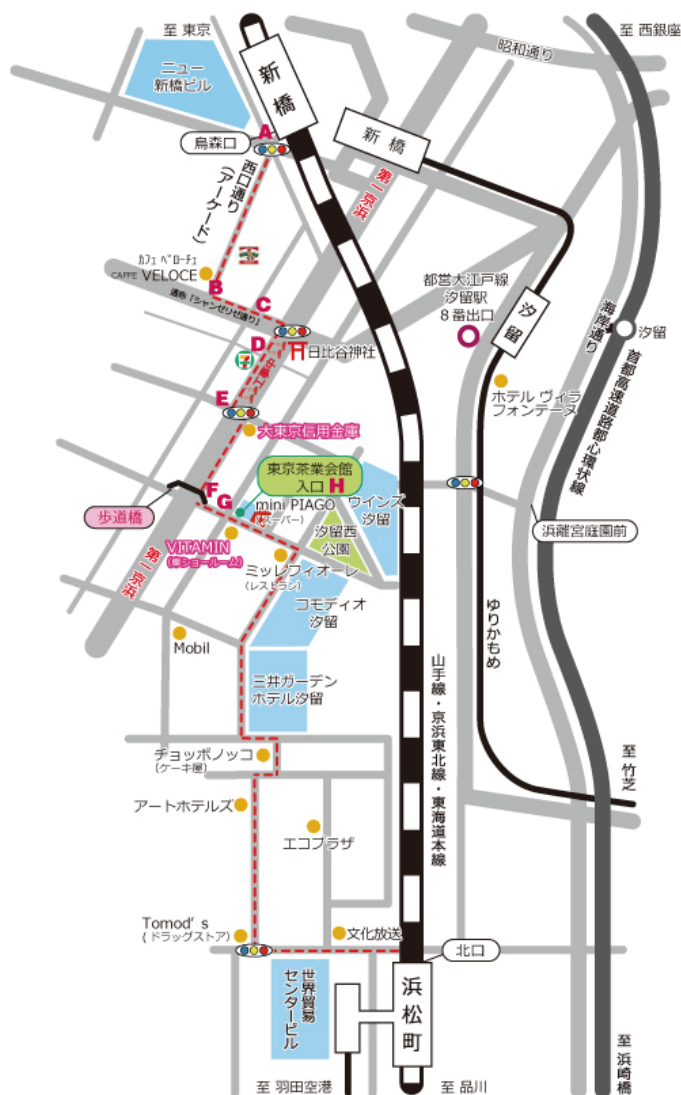 至 東京
至 西銀座
昭和通り
ニュー
新橋ビル
新橋
新橋
A
烏森口
第一京浜
西口通り
(アーケード)
カフェ ベローチェ
CAFFE VELOCE
B
C
通称「シャンゼリゼ通り」
都営大江戸線
汐留駅
8番出口
汐留
海岸通り
汐留
首都高速道路都心環状線
D
日比谷神社
E
ホテル ヴィラ
フォンテーヌ
大東京信用金庫
東京茶業会館
入口 H
F
G
mini PIAGO
(スーパー)
ウインズ
汐留
汐留西
公園
歩道橋
浜離宮庭園前
VITAMIN
(車ショールーム)
ミッレフィオーレ
(レストラン)
第一京浜
コモディオ
汐留
Mobil
ゆりかもめ
三井ガーデン
ホテル汐留
山手線・京浜東北線・東海道本線
チョッポノッコ
(ケーキ屋)
至 竹芝
アートホテルズ
エコプラザ
Tomod's
(ドラッグストア)
文化放送
北口
世界貿易
センタービル
浜松町
至 浜崎橋
至 羽田空港
至 品川